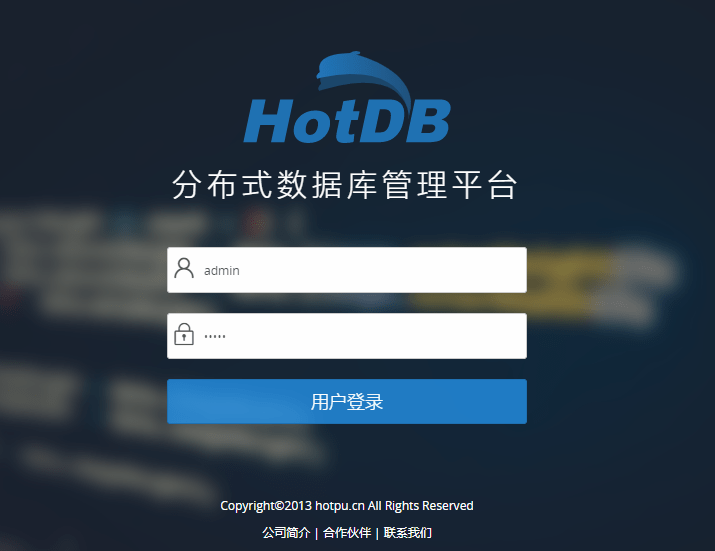 HotDB
分布式数据库管理平台
admin
•••••
用户登录
Copyright©2013 hotpu.cn All Rights Reserved
公司简介 | 合作伙伴 | 联系我们